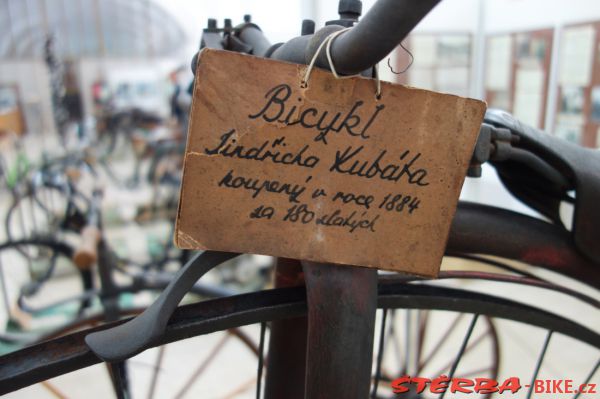 Bicykl
Jindřicha Kubáta
koupený v roce 1884
za 180 zlatých
ŠTĚRBA-BIKE.cz